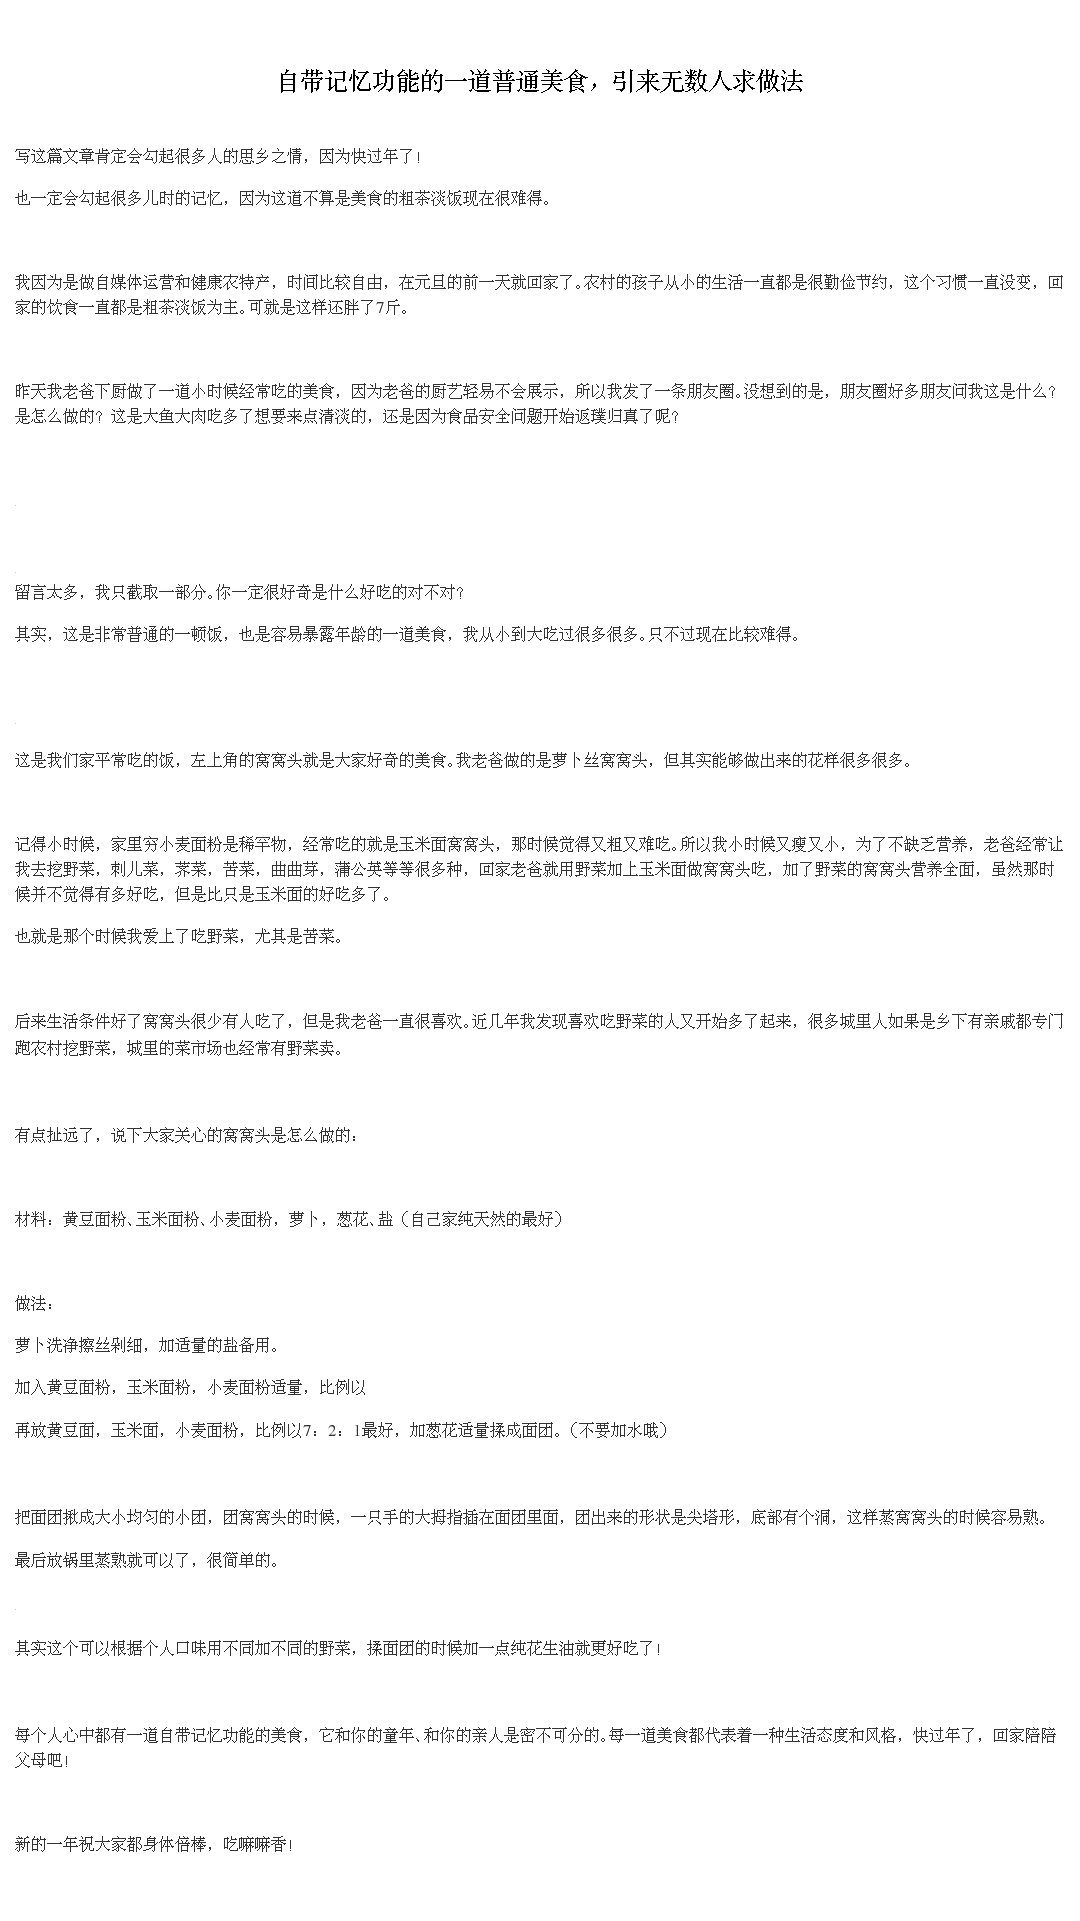 自带记忆功能的一道普通美食，引来无数人求做法
写这篇文章肯定会勾起很多人的思乡之情，因为快过年了！
也一定会勾起很多儿时的记忆，因为这道不算是美食的粗茶淡饭现在很难得。
我因为是做自媒体运营和健康农特产，时间比较自由，在元旦的前一天就回家了。农村的孩子从小的生活一直都是很勤俭节约，这个习惯一直没变，回
家的饮食一直都是粗茶淡饭为主。可就是这样还胖了7斤。
昨天我老爸下厨做了一道小时候经常吃的美食，因为老爸的厨艺轻易不会展示，所以我发了一条朋友圈。没想到的是，朋友圈好多朋友问我这是什么？
是怎么做的？这是大鱼大肉吃多了想要来点清淡的，还是因为食品安全问题开始返璞归真了呢？
留言太多，我只截取一部分。你一定很好奇是什么好吃的对不对？
其实，这是非常普通的一顿饭，也是容易暴露年龄的一道美食，我从小到大吃过很多很多。只不过现在比较难得。
这是我们家平常吃的饭，左上角的窝窝头就是大家好奇的美食。我老爸做的是萝卜丝窝窝头，但其实能够做出来的花样很多很多。
记得小时候，家里穷小麦面粉是稀罕物，经常吃的就是玉米面窝窝头，那时候觉得又粗又难吃。所以我小时候又瘦又小，为了不缺乏营养，老爸经常让
我去挖野菜，刺儿菜，荠菜，苦菜，曲曲芽，蒲公英等等很多种，回家老爸就用野菜加上玉米面做窝窝头吃，加了野菜的窝窝头营养全面，虽然那时
候并不觉得有多好吃，但是比只是玉米面的好吃多了。
也就是那个时候我爱上了吃野菜，尤其是苦菜。
后来生活条件好了窝窝头很少有人吃了，但是我老爸一直很喜欢。近几年我发现喜欢吃野菜的人又开始多了起来，很多城里人如果是乡下有亲戚都专门
跑农村挖野菜，城里的菜市场也经常有野菜卖。
有点扯远了，说下大家关心的窝窝头是怎么做的：
材料：黄豆面粉、玉米面粉、小麦面粉，萝卜，葱花、盐（自己家纯天然的最好）
做法：
萝卜洗净擦丝剁细，加适量的盐备用。
加入黄豆面粉，玉米面粉，小麦面粉适量，比例以
再放黄豆面，玉米面，小麦面粉，比例以7：2：1最好，加葱花适量揉成面团。（不要加水哦）
把面团揪成大小均匀的小团，团窝窝头的时候，一只手的大拇指插在面团里面，团出来的形状是尖塔形，底部有个洞，这样蒸窝窝头的时候容易熟。
最后放锅里蒸熟就可以了，很简单的。
其实这个可以根据个人口味用不同加不同的野菜，揉面团的时候加一点纯花生油就更好吃了！
每个人心中都有一道自带记忆功能的美食，它和你的童年、和你的亲人是密不可分的。每一道美食都代表着一种生活态度和风格，快过年了，回家陪陪
父母吧！
新的一年祝大家都身体倍棒，吃嘛嘛香！